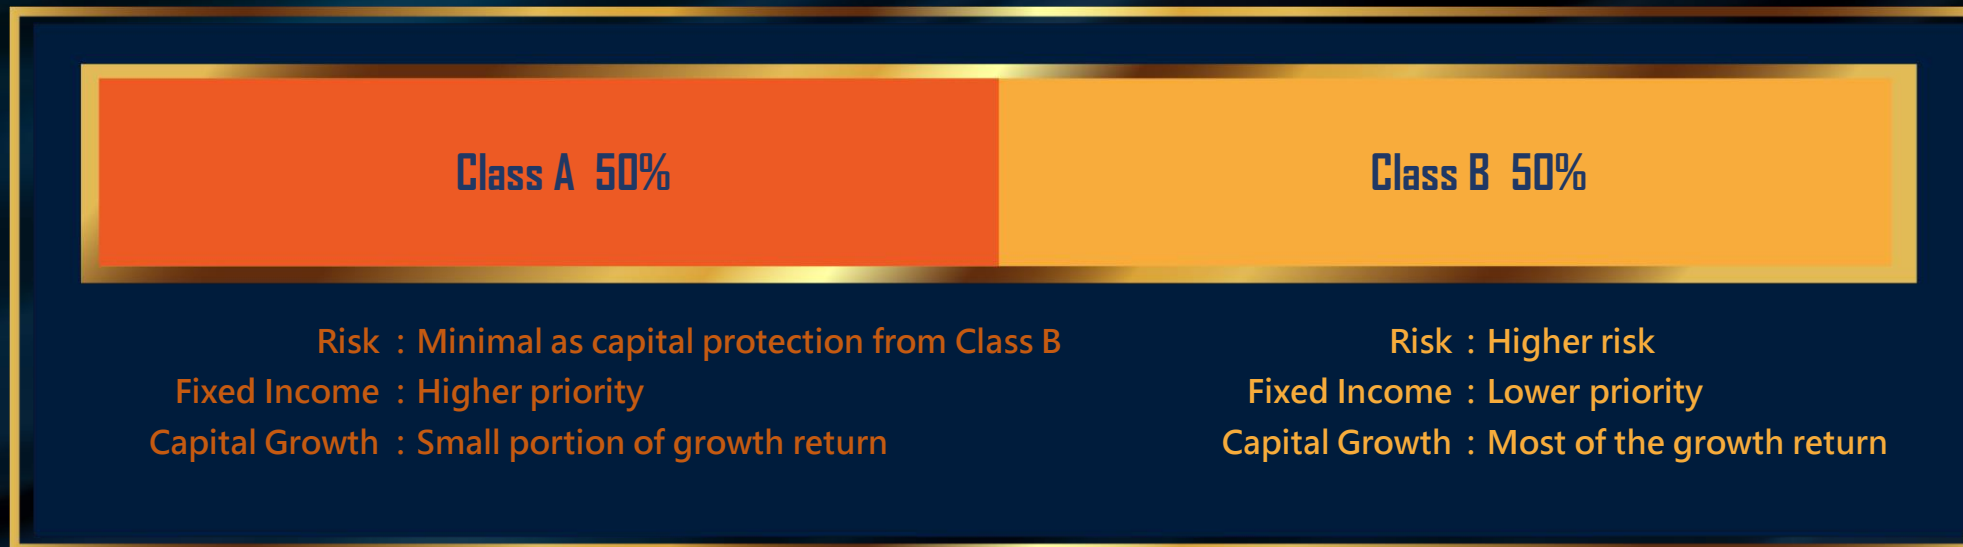 Class A 50%
Class B 50%
Risk : Minimal as capital protection from Class B
Fixed Income : Higher priority
Capital Growth : Small portion of growth return
Risk : Higher risk
Fixed Income : Lower priority
Capital Growth : Most of the growth return